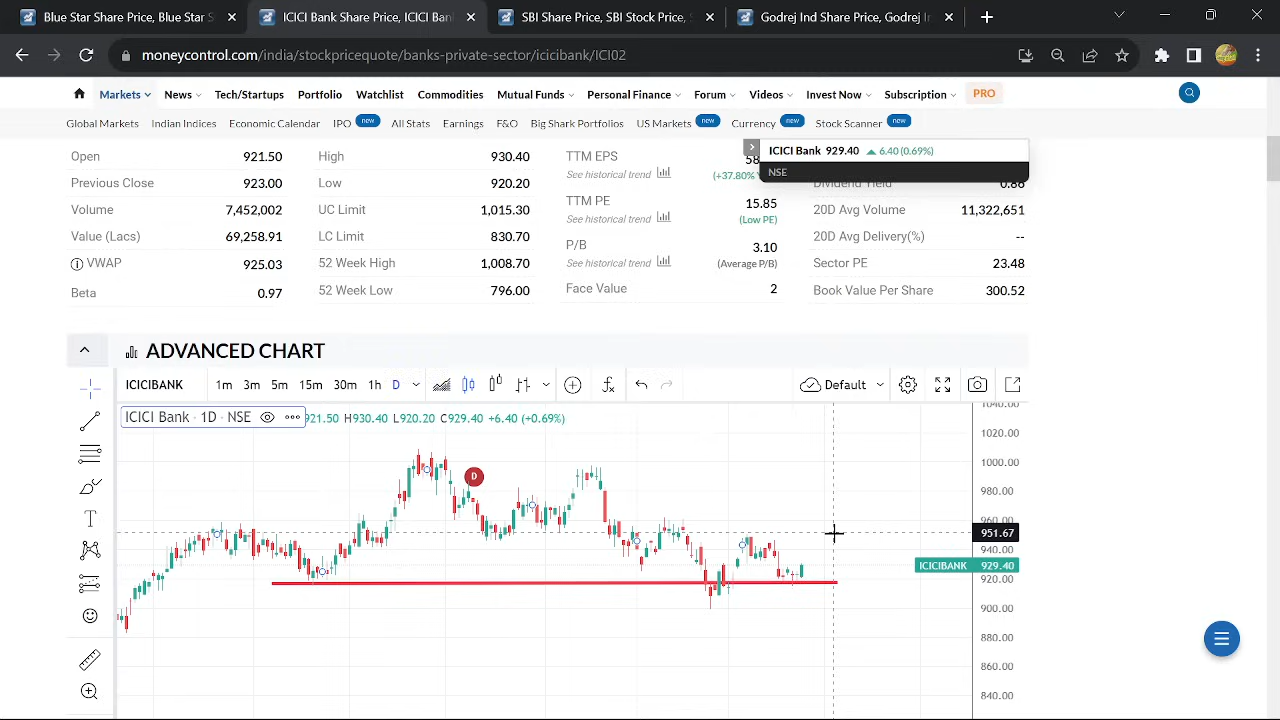 Blue Star Share Price, Blue Star S
ICICI Bank Share Price, ICICI Bank
SBI Share Price, SBI Stock Price, S
Godrej Ind Share Price, Godrej In
moneycontrol.com/india/stockpricequote/banks-private-sector/icicibank/ICI02
Markets News Tech/Startups Portfolio Watchlist Commodities Mutual Funds Personal Finance Forum Videos Invest Now Subscription PRO
Global Markets Indian Indices Economic Calendar IPO new All Stats Earnings F&O Big Shark Portfolios US Markets new Currency new Stock Scanner new
ICICI Bank 929.40 6.40 (0.69%)
NSE
Open 921.50
Previous Close 923.00
Volume 7,452,002
Value (Lacs) 69,258.91
VWAP 925.03
Beta 0.97
High 930.40
Low 920.20
UC Limit 1,015.30
LC Limit 830.70
52 Week High 1,008.70
52 Week Low 796.00
TTM EPS
See historical trend (+37.80%
TTM PE 15.85
See historical trend (Low PE)
P/B 3.10
See historical trend (Average P/B)
Face Value 2
Dividend Yield 0.86
20D Avg Volume 11,322,651
20D Avg Delivery(%) --
Sector PE 23.48
Book Value Per Share 300.52
ADVANCED CHART
ICICIBANK 1m 3m 5m 15m 30m 1h D Default
ICICI Bank · 1D · NSE 921.50 H930.40 L920.20 C929.40 +6.40 (+0.69%)
D
T
1040.00
1020.00
1000.00
980.00
960.00
951.67
940.00
ICICIBANK 929.40
920.00
900.00
880.00
860.00
840.00